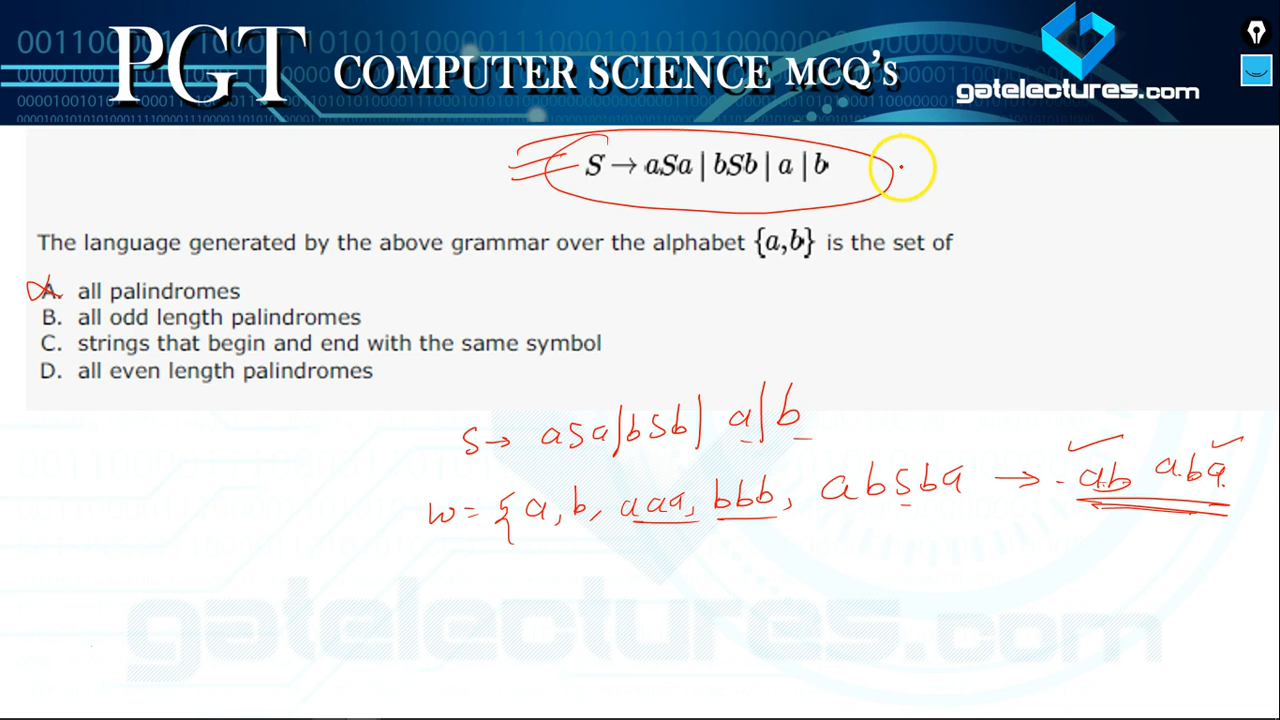 PGT COMPUTER SCIENCE MCQ'S
gatelectures.com
S → aSa | bSb | a | b
The language generated by the above grammar over the alphabet {a,b} is the set of
A. all palindromes
B. all odd length palindromes
C. strings that begin and end with the same symbol
D. all even length palindromes
S → aSa | bSb | a | b
w = { a, b, aaa, bbb, abSba → ab aba
gatelectures.com